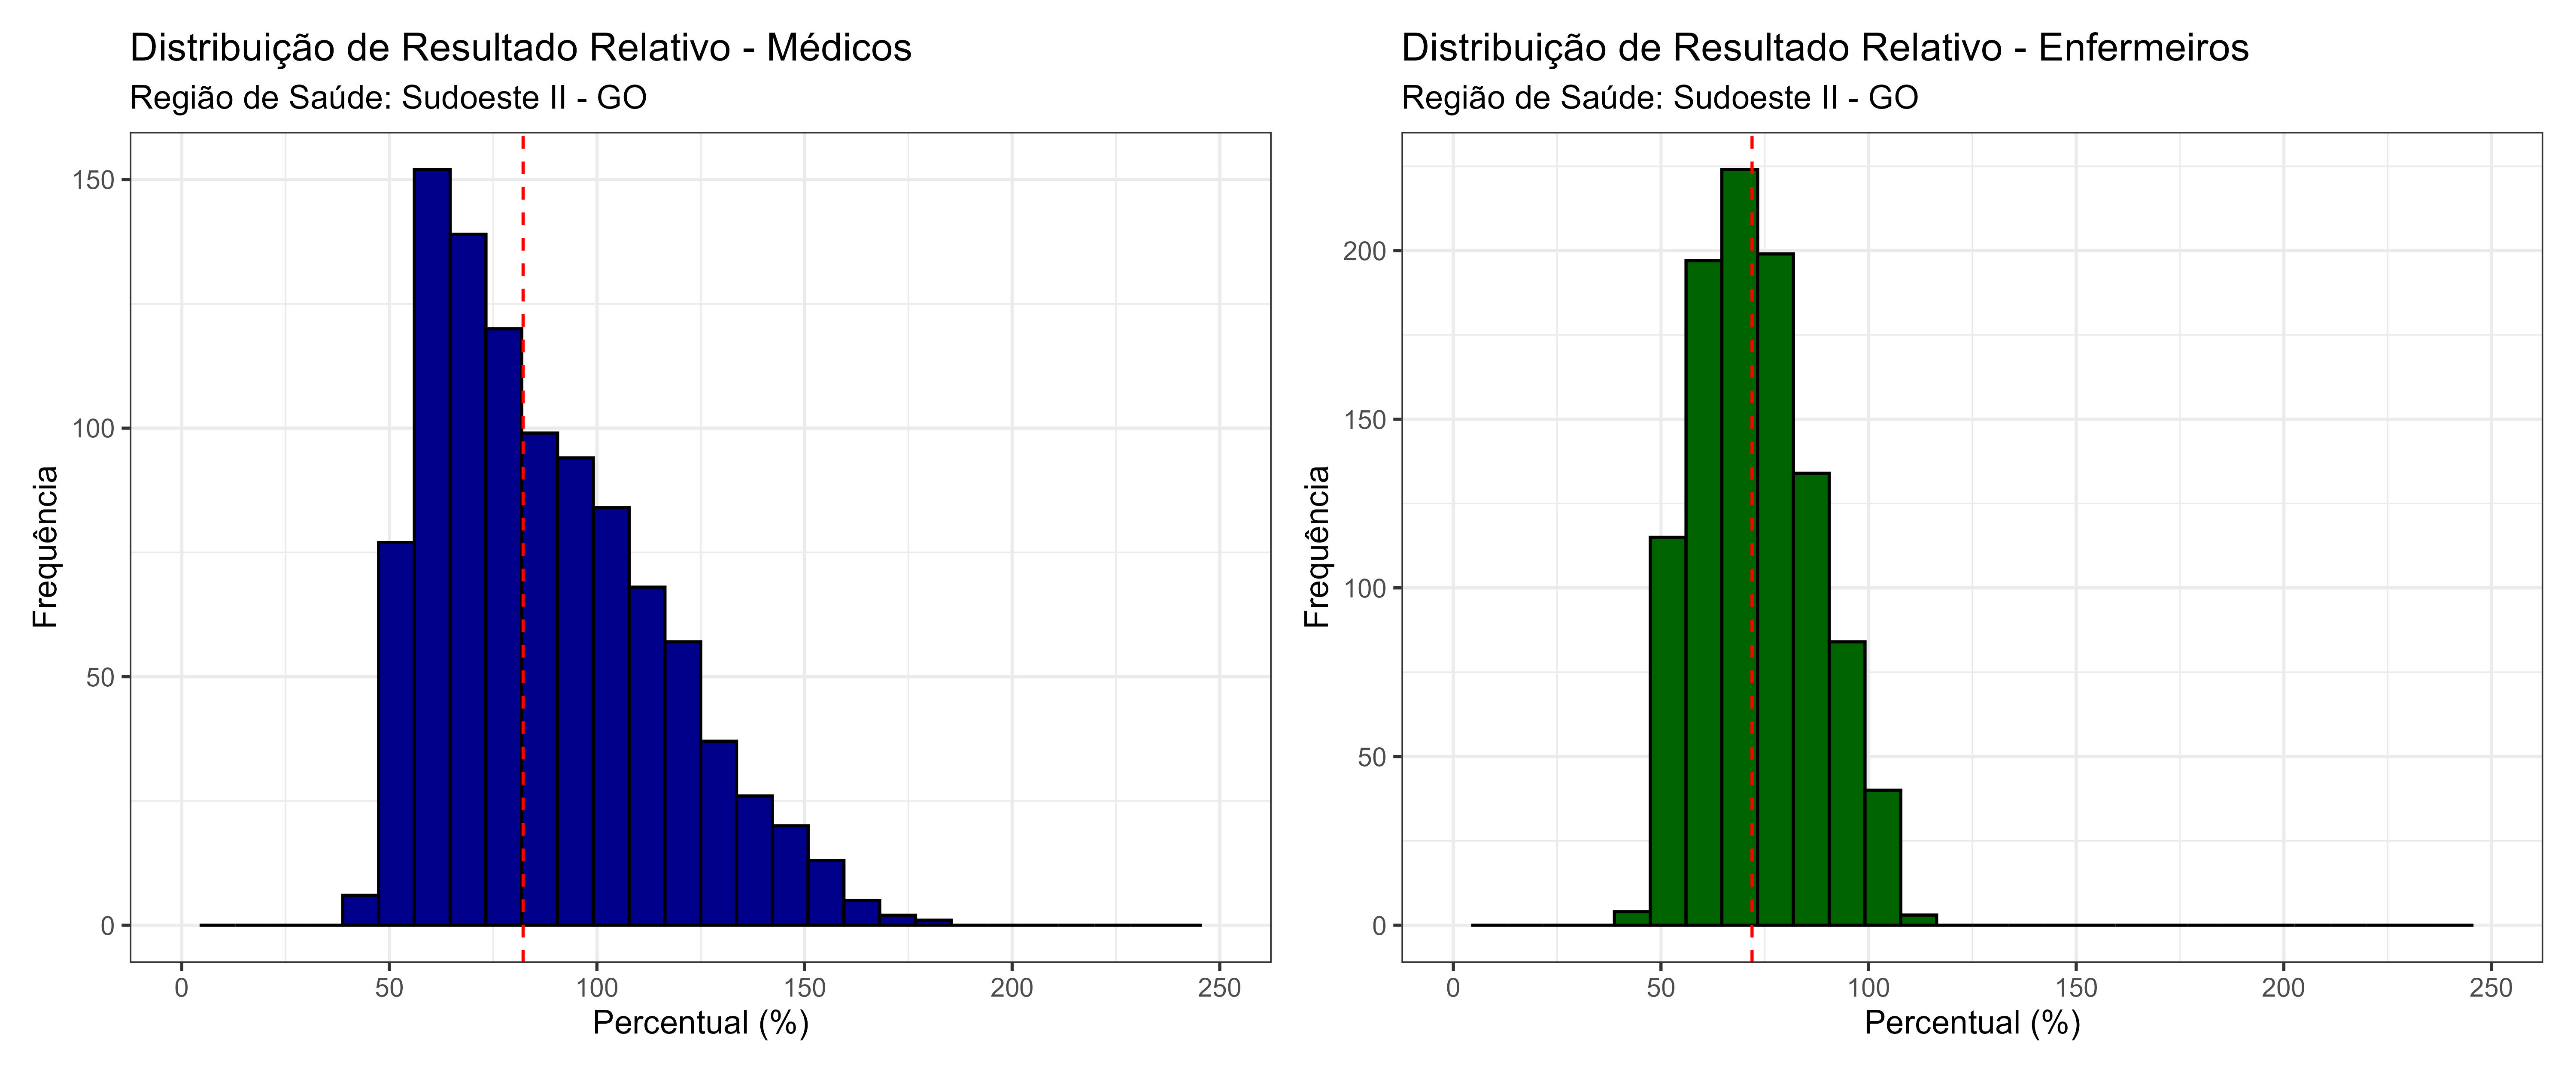 Distribuição de Resultado Relativo - Médicos
Região de Saúde: Sudoeste II - GO
Frequência
150
100
50
0
0 50 100 150 200 250
Percentual (%)
Distribuição de Resultado Relativo - Enfermeiros
Região de Saúde: Sudoeste II - GO
Frequência
200
150
100
50
0
0 50 100 150 200 250
Percentual (%)